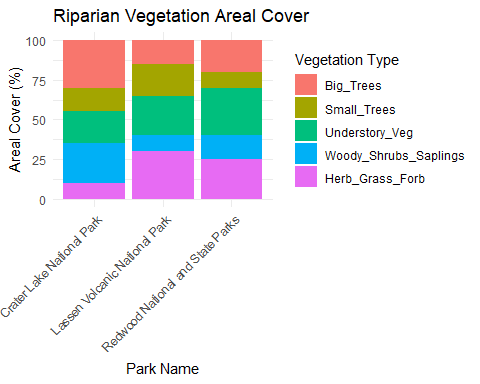 Riparian Vegetation Areal Cover
100
75
50
25
0
Areal Cover (%)
Crater Lake National Park
Lassen Volcanic National Park
Redwood National and State Parks
Park Name
Vegetation Type
Big_Trees
Small_Trees
Understory_Veg
Woody_Shrubs_Saplings
Herb_Grass_Forb